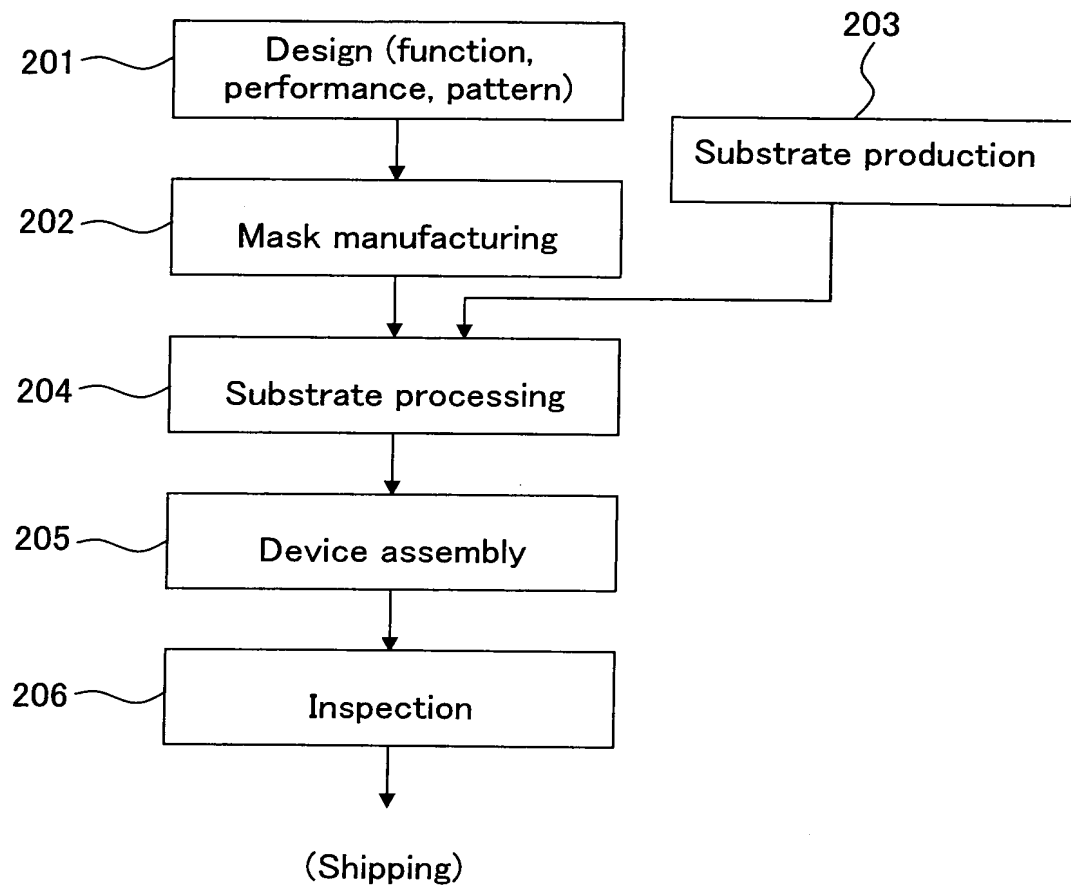 201
Design (function,
performance, pattern)
203
Substrate production
202
Mask manufacturing
204
Substrate processing
205
Device assembly
206
Inspection
(Shipping)